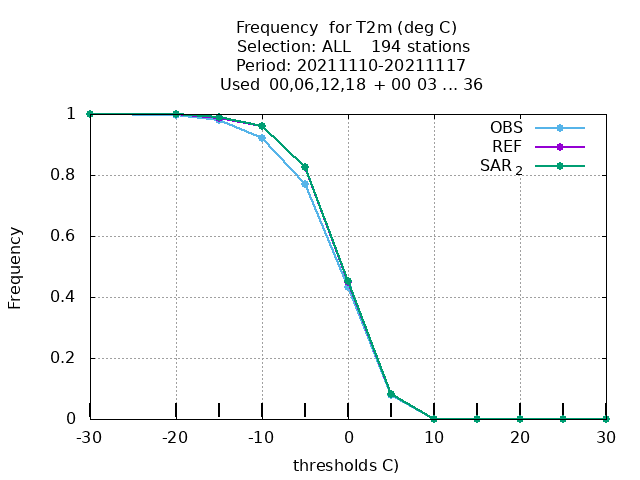 Frequency  for T2m (deg C)
Selection: ALL    194 stations
Period: 20211110-20211117
Used  00,06,12,18  + 00 03 ... 36
OBS
REF
SAR 2
1
0.8
0.6
0.4
0.2
0
Frequency
-30 -20 -10 0 10 20 30
thresholds C)